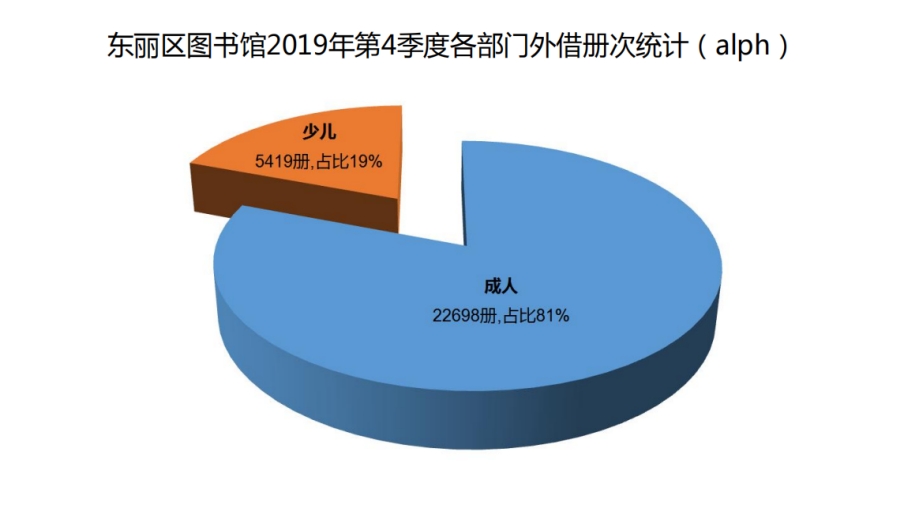 东丽区图书馆2019年第4季度各部门外借册次统计（alph）
少儿
5419册,占比19%
成人
22698册,占比81%